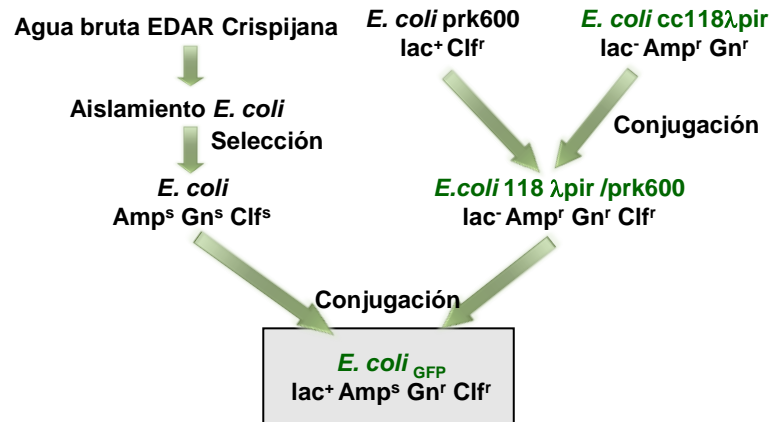 Agua bruta EDAR Crispijana
Aislamiento E. coli
Selección
E. coli
Ampˢ Gnˢ Clfˢ
E. coli prk600
lac⁺ Clfʳ
E. coli cc118λpir
lac⁻ Ampʳ Gnʳ
Conjugación
E.coli 118 λpir /prk600
lac⁻ Ampʳ Gnʳ Clfʳ
Conjugación
E. coli GFP
lac⁺ Ampˢ Gnʳ Clfʳ